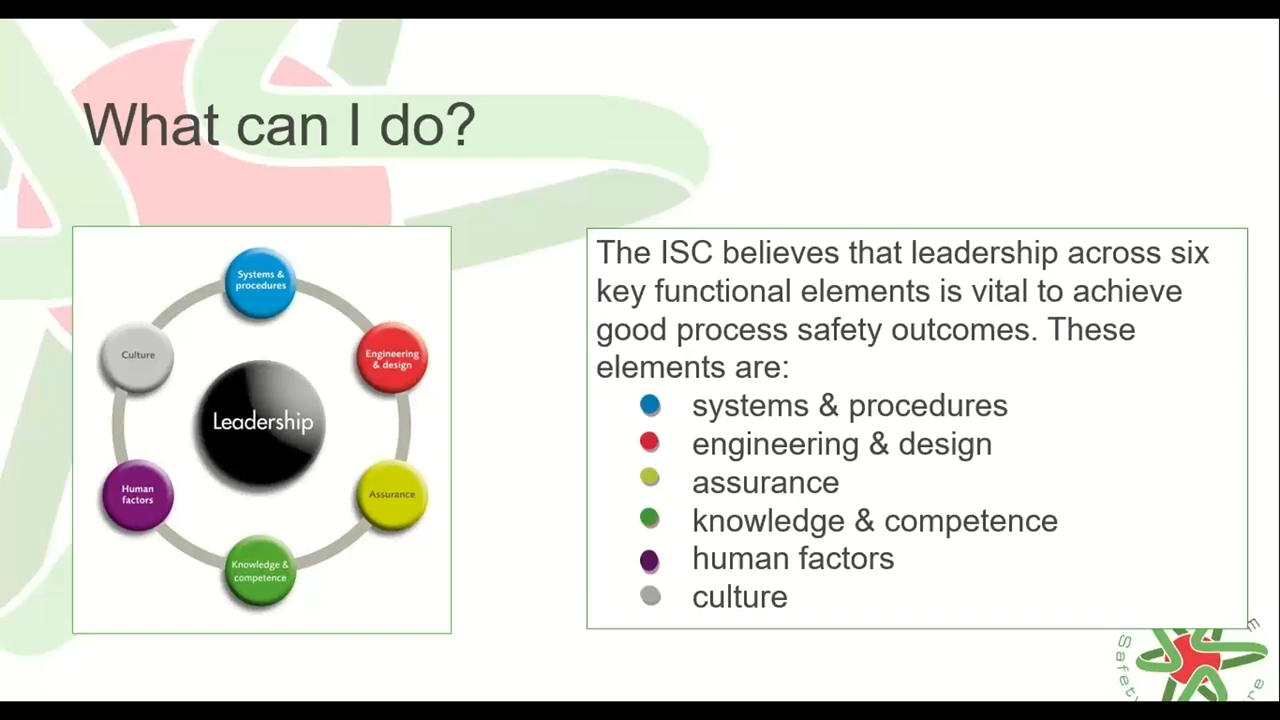 What can I do?
Systems &
procedures
Engineering
& design
Assurance
Knowledge &
competence
Human
factors
Culture
Leadership
The ISC believes that leadership across six
key functional elements is vital to achieve
good process safety outcomes. These
elements are:
systems & procedures
engineering & design
assurance
knowledge & competence
human factors
culture